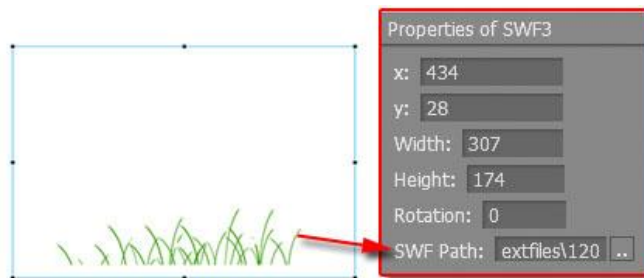 Properties of SWF3
x: 434
y: 28
Width: 307
Height: 174
Rotation: 0
SWF Path: extfiles\120 ..